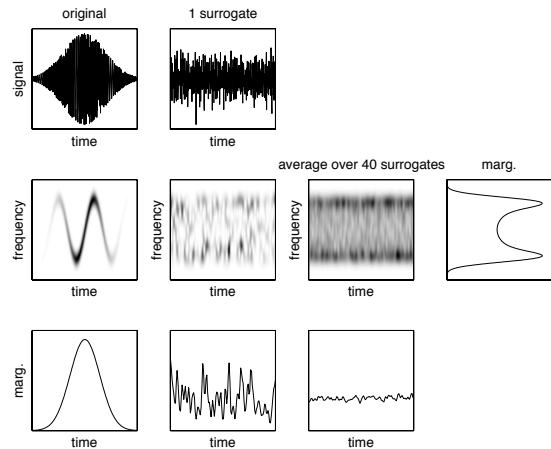 original
1 surrogate
signal
time
time
average over 40 surrogates
marg.
frequency
frequency
frequency
time
time
time
marg.
time
time
time